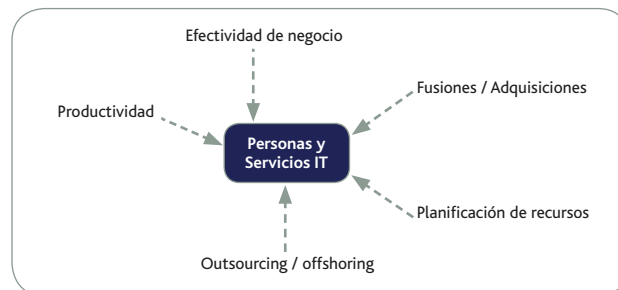 Efectividad de negocio
Fusiones / Adquisiciones
Productividad
Personas y
Servicios IT
Planificación de recursos
Outsourcing / offshoring